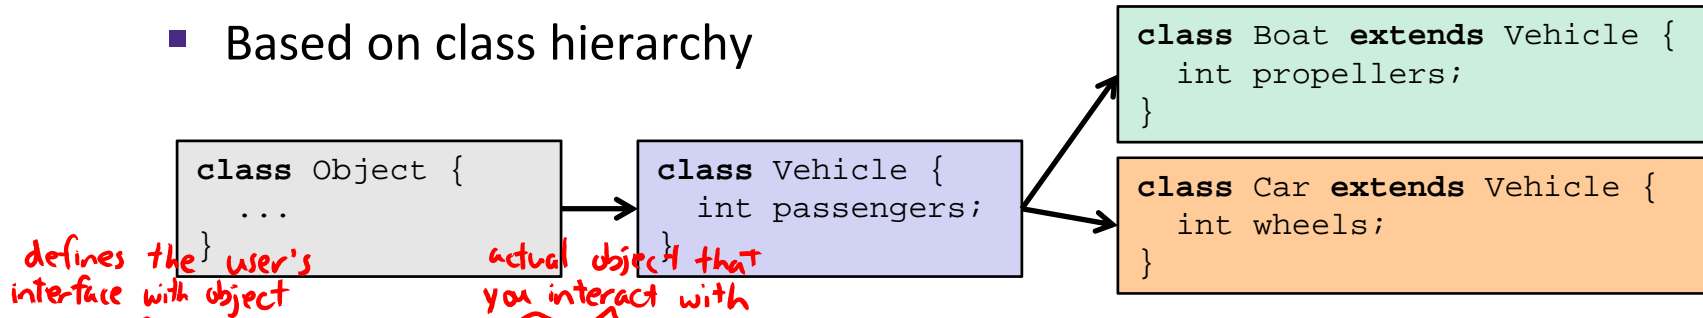 ▪ Based on class hierarchy
class Boat extends Vehicle {
int propellers;
}
class Object {
...
}
class Vehicle {
int passengers;
}
class Car extends Vehicle {
int wheels;
}
defines the user's
interface with object
actual object that
you interact with